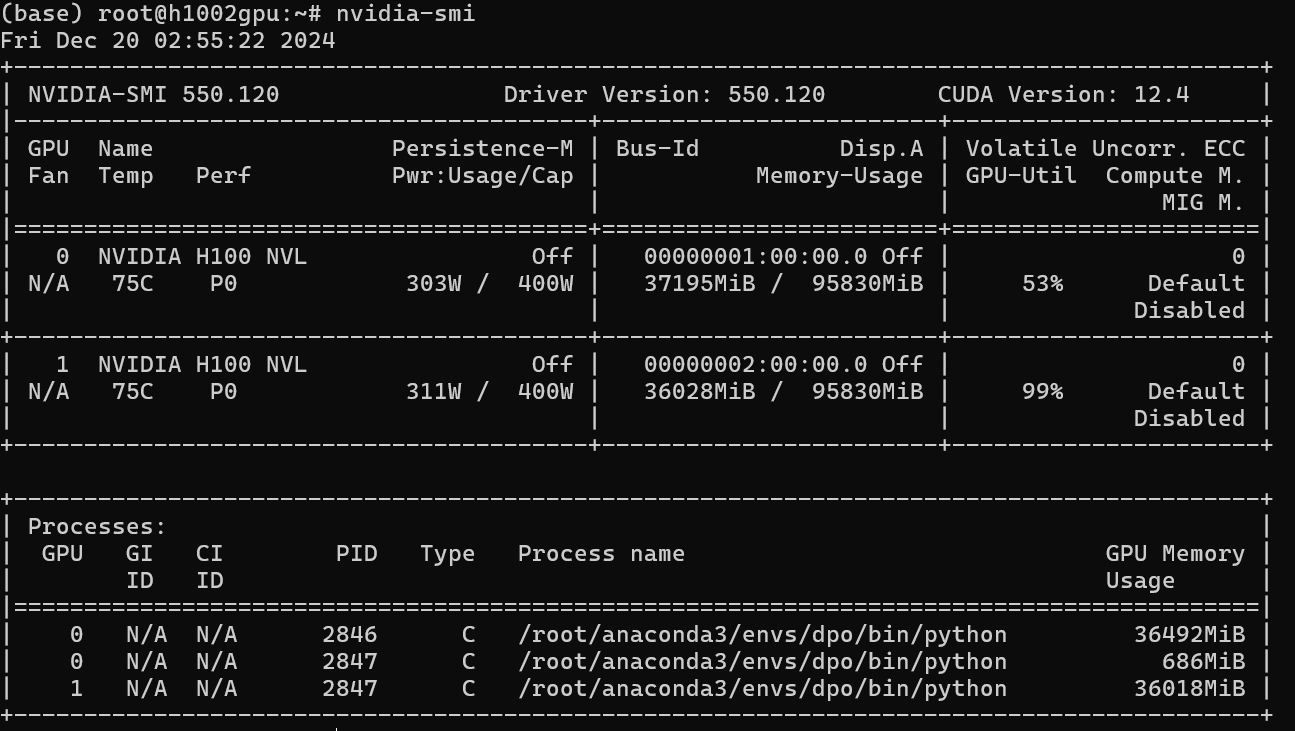 (base) root@h1002gpu:~# nvidia-smi
Fri Dec 20 02:55:22 2024
+-----------------------------------------------------------------------------------------+
| NVIDIA-SMI 550.120                Driver Version: 550.120        CUDA Version: 12.4     |
|-----------------------------------------+------------------------+----------------------+
| GPU  Name                 Persistence-M | Bus-Id          Disp.A | Volatile Uncorr. ECC |
| Fan  Temp   Perf          Pwr:Usage/Cap |           Memory-Usage | GPU-Util  Compute M. |
|                                         |                        |               MIG M. |
|=========================================+========================+======================|
|   0  NVIDIA H100 NVL                Off |   00000001:00:00.0 Off |                    0 |
| N/A   75C    P0            303W /  400W |   37195MiB /  95830MiB |     53%      Default |
|                                         |                        |             Disabled |
+-----------------------------------------+------------------------+----------------------+
|   1  NVIDIA H100 NVL                Off |   00000002:00:00.0 Off |                    0 |
| N/A   75C    P0            311W /  400W |   36028MiB /  95830MiB |     99%      Default |
|                                         |                        |             Disabled |
+-----------------------------------------+------------------------+----------------------+

+-----------------------------------------------------------------------------------------+
| Processes:                                                                              |
|  GPU   GI   CI        PID   Type   Process name                              GPU Memory |
|        ID   ID                                                               Usage      |
|=========================================================================================|
|    0   N/A  N/A      2846      C   /root/anaconda3/envs/dpo/bin/python         36492MiB |
|    0   N/A  N/A      2847      C   /root/anaconda3/envs/dpo/bin/python           686MiB |
|    1   N/A  N/A      2847      C   /root/anaconda3/envs/dpo/bin/python         36018MiB |
+-----------------------------------------------------------------------------------------+